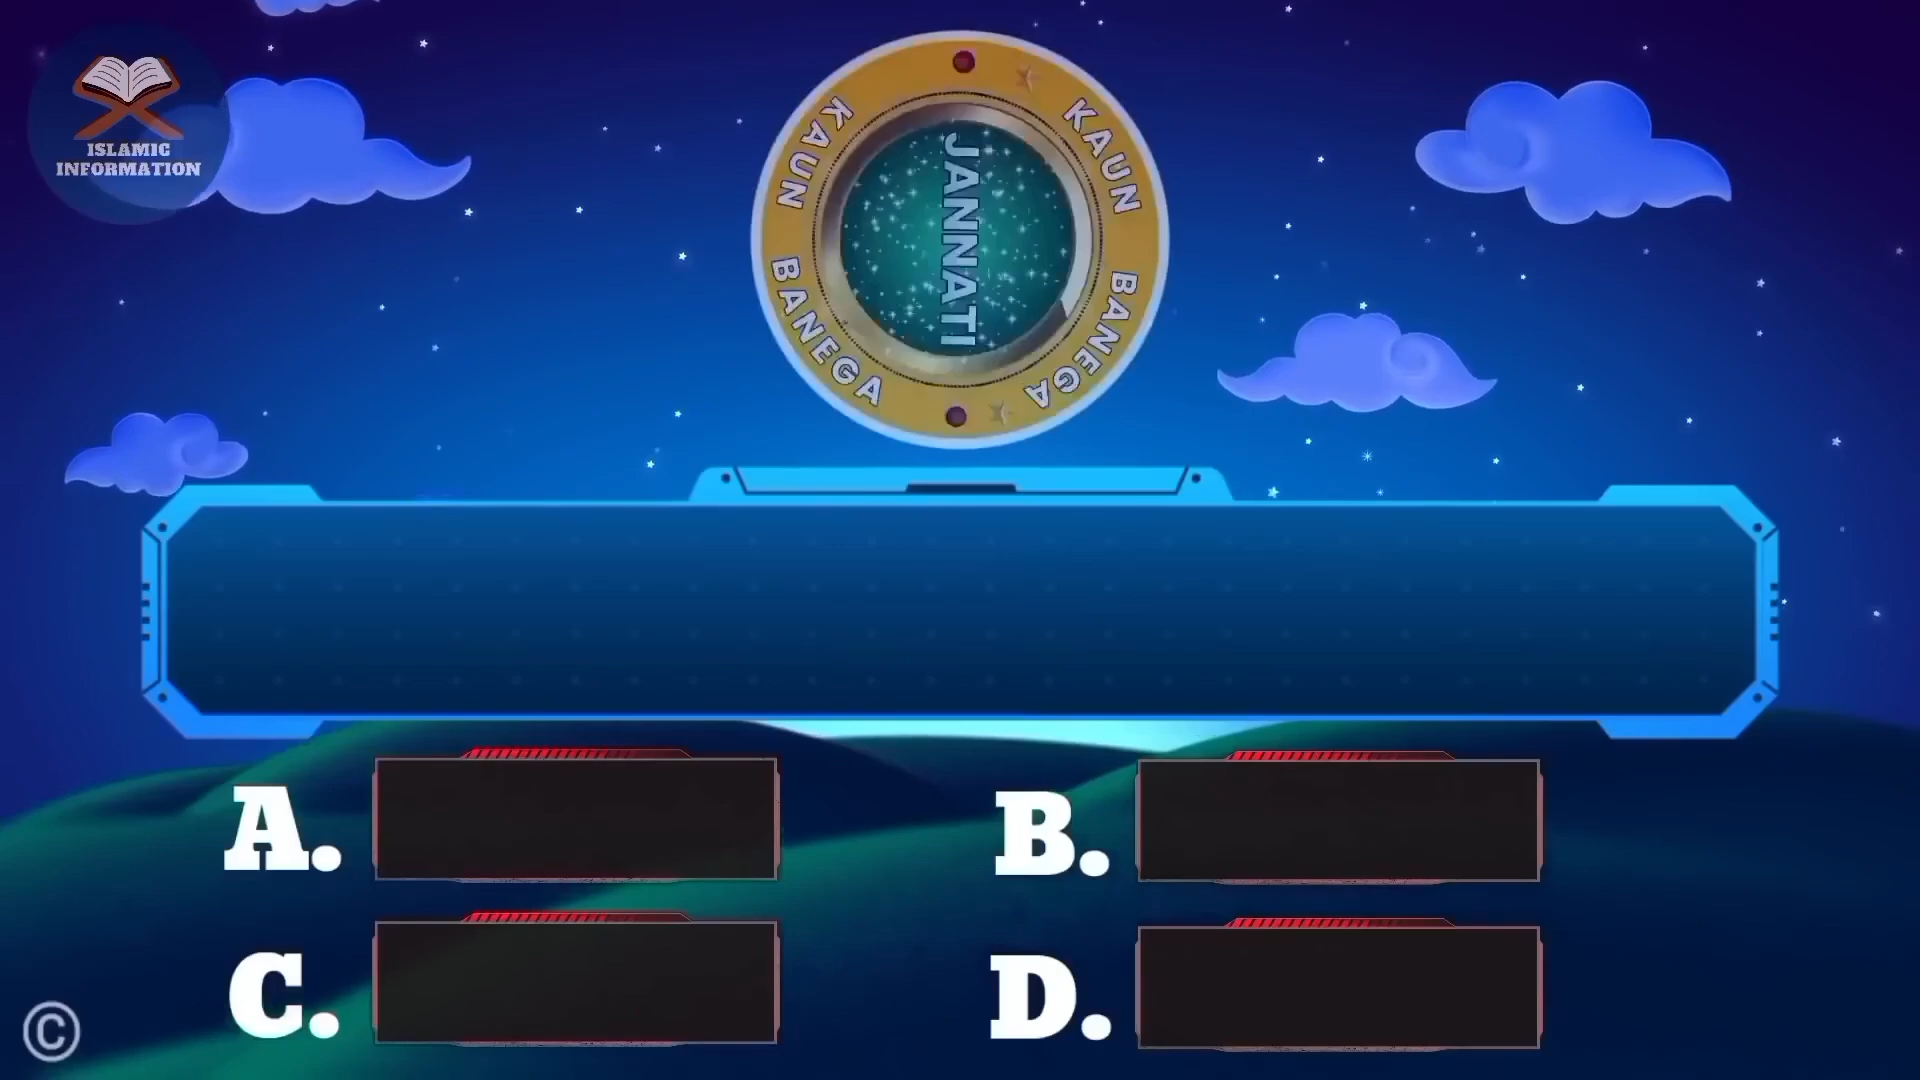 ISLAMIC
INFORMATION
KAUN
BANEGA
JANNATI
KAUN
BANEGA
A.
B.
C.
D.
©